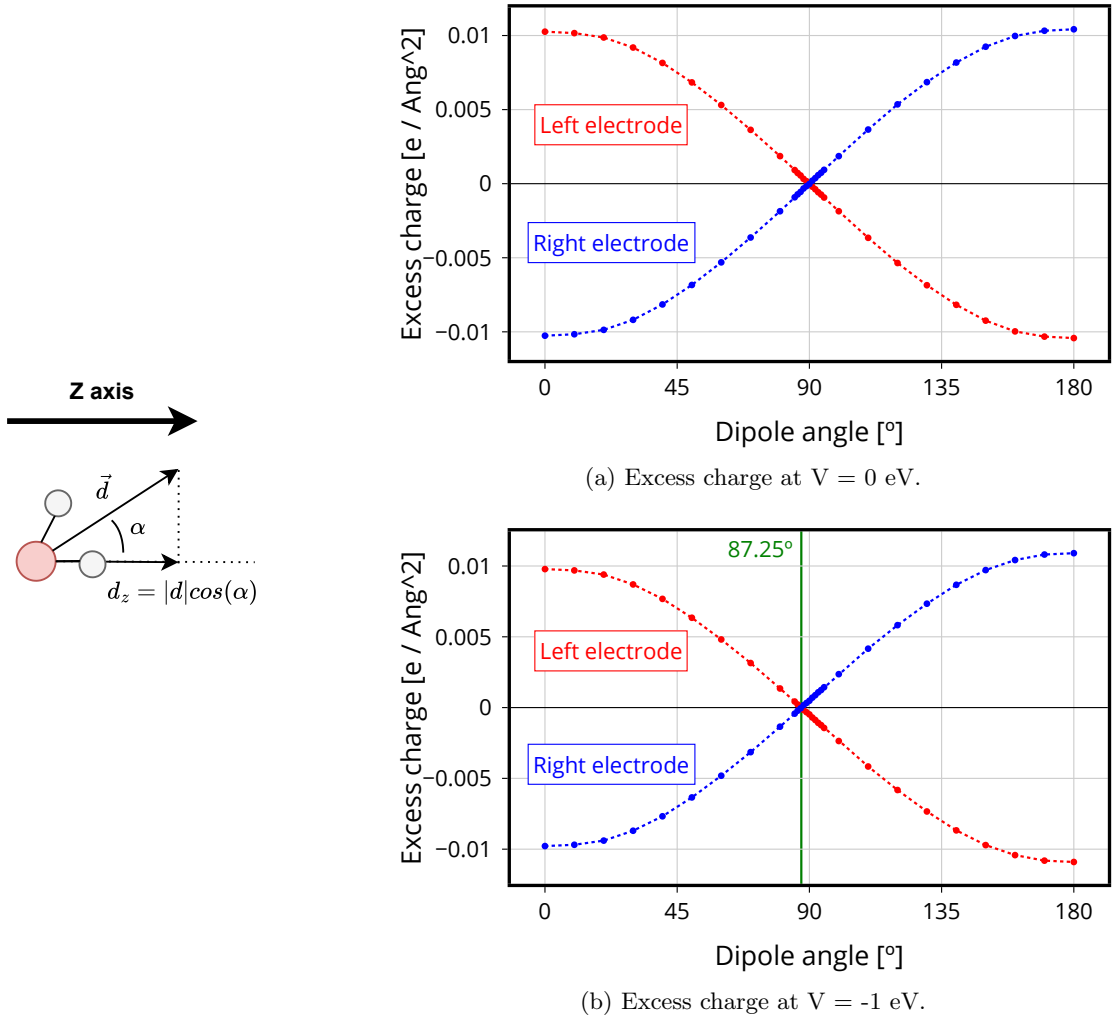 Excess charge [e / Ang^2]
0.01
0.005
0
−0.005
−0.01
Left electrode
Right electrode
0 45 90 135 180
Dipole angle [º]
(a) Excess charge at V = 0 eV.
Z axis
\vec{d}
α
d_z = |d|cos(α)
Excess charge [e / Ang^2]
0.01
0.005
0
−0.005
−0.01
87.25º
Left electrode
Right electrode
0 45 90 135 180
Dipole angle [º]
(b) Excess charge at V = -1 eV.